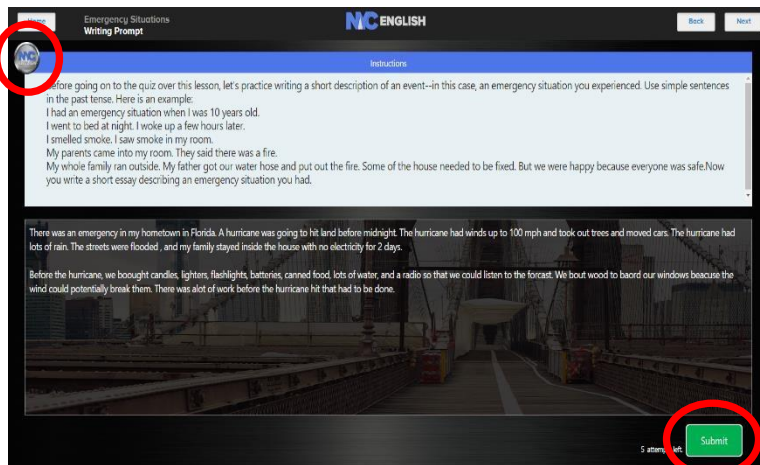 Home
Emergency Situations
Writing Prompt
NYC ENGLISH
Back
Next
Instructions
Before going on to the quiz over this lesson, let's practice writing a short description of an event--in this case, an emergency situation you experienced. Use simple sentences
in the past tense. Here is an example:
I had an emergency situation when I was 10 years old.
I went to bed at night. I woke up a few hours later.
I smelled smoke. I saw smoke in my room.
My parents came into my room. They said there was a fire.
My whole family ran outside. My father got our water hose and put out the fire. Some of the house needed to be fixed. But we were happy because everyone was safe.Now
you write a short essay describing an emergency situation you had.
There was an emergency in my hometown in Florida. A hurricane was going to hit land before midnight. The hurricane had winds up to 100 mph and took out trees and moved cars. The hurricane had
lots of rain. The streets were flooded , and my family stayed inside the house with no electricity for 2 days.
Before the hurricane, we boought candles, lighters, flashlights, batteries, canned food, lots of water, and a radio so that we could listen to the forcast. We bout wood to baord our windows beacuse the
wind could potentially break them. There was alot of work before the hurricane hit that had to be done.
5 attempts left
Submit